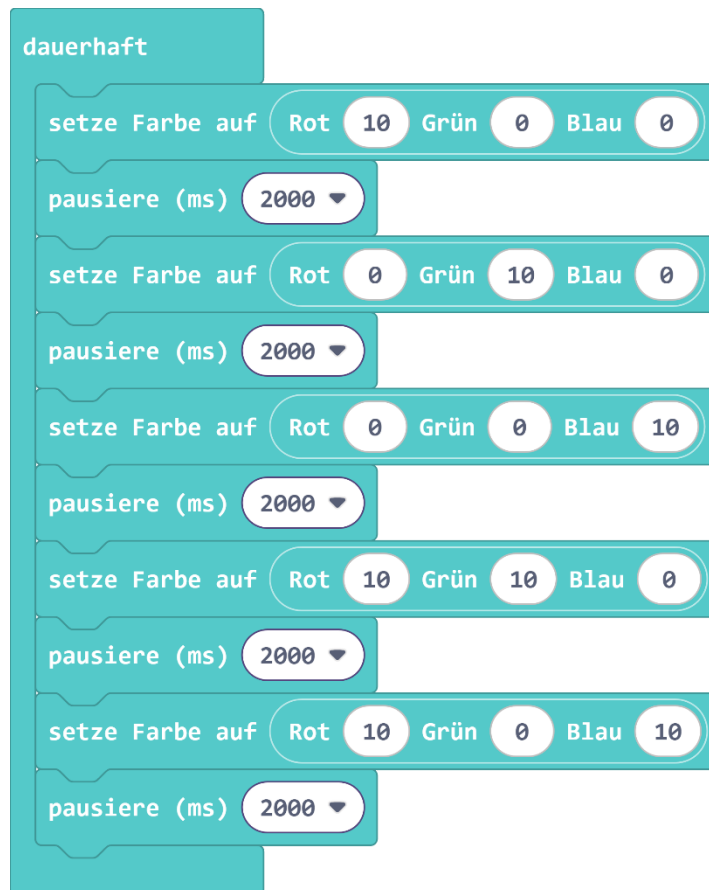 dauerhaft
setze Farbe auf Rot 10 Grün 0 Blau 0
pausiere (ms) 2000
setze Farbe auf Rot 0 Grün 10 Blau 0
pausiere (ms) 2000
setze Farbe auf Rot 0 Grün 0 Blau 10
pausiere (ms) 2000
setze Farbe auf Rot 10 Grün 10 Blau 0
pausiere (ms) 2000
setze Farbe auf Rot 10 Grün 0 Blau 10
pausiere (ms) 2000